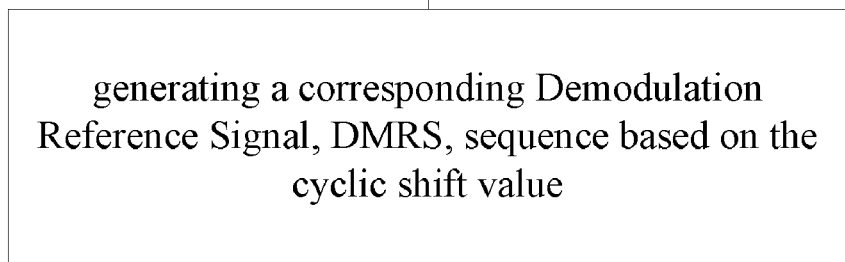 generating a corresponding Demodulation
Reference Signal, DMRS, sequence based on the
cyclic shift value